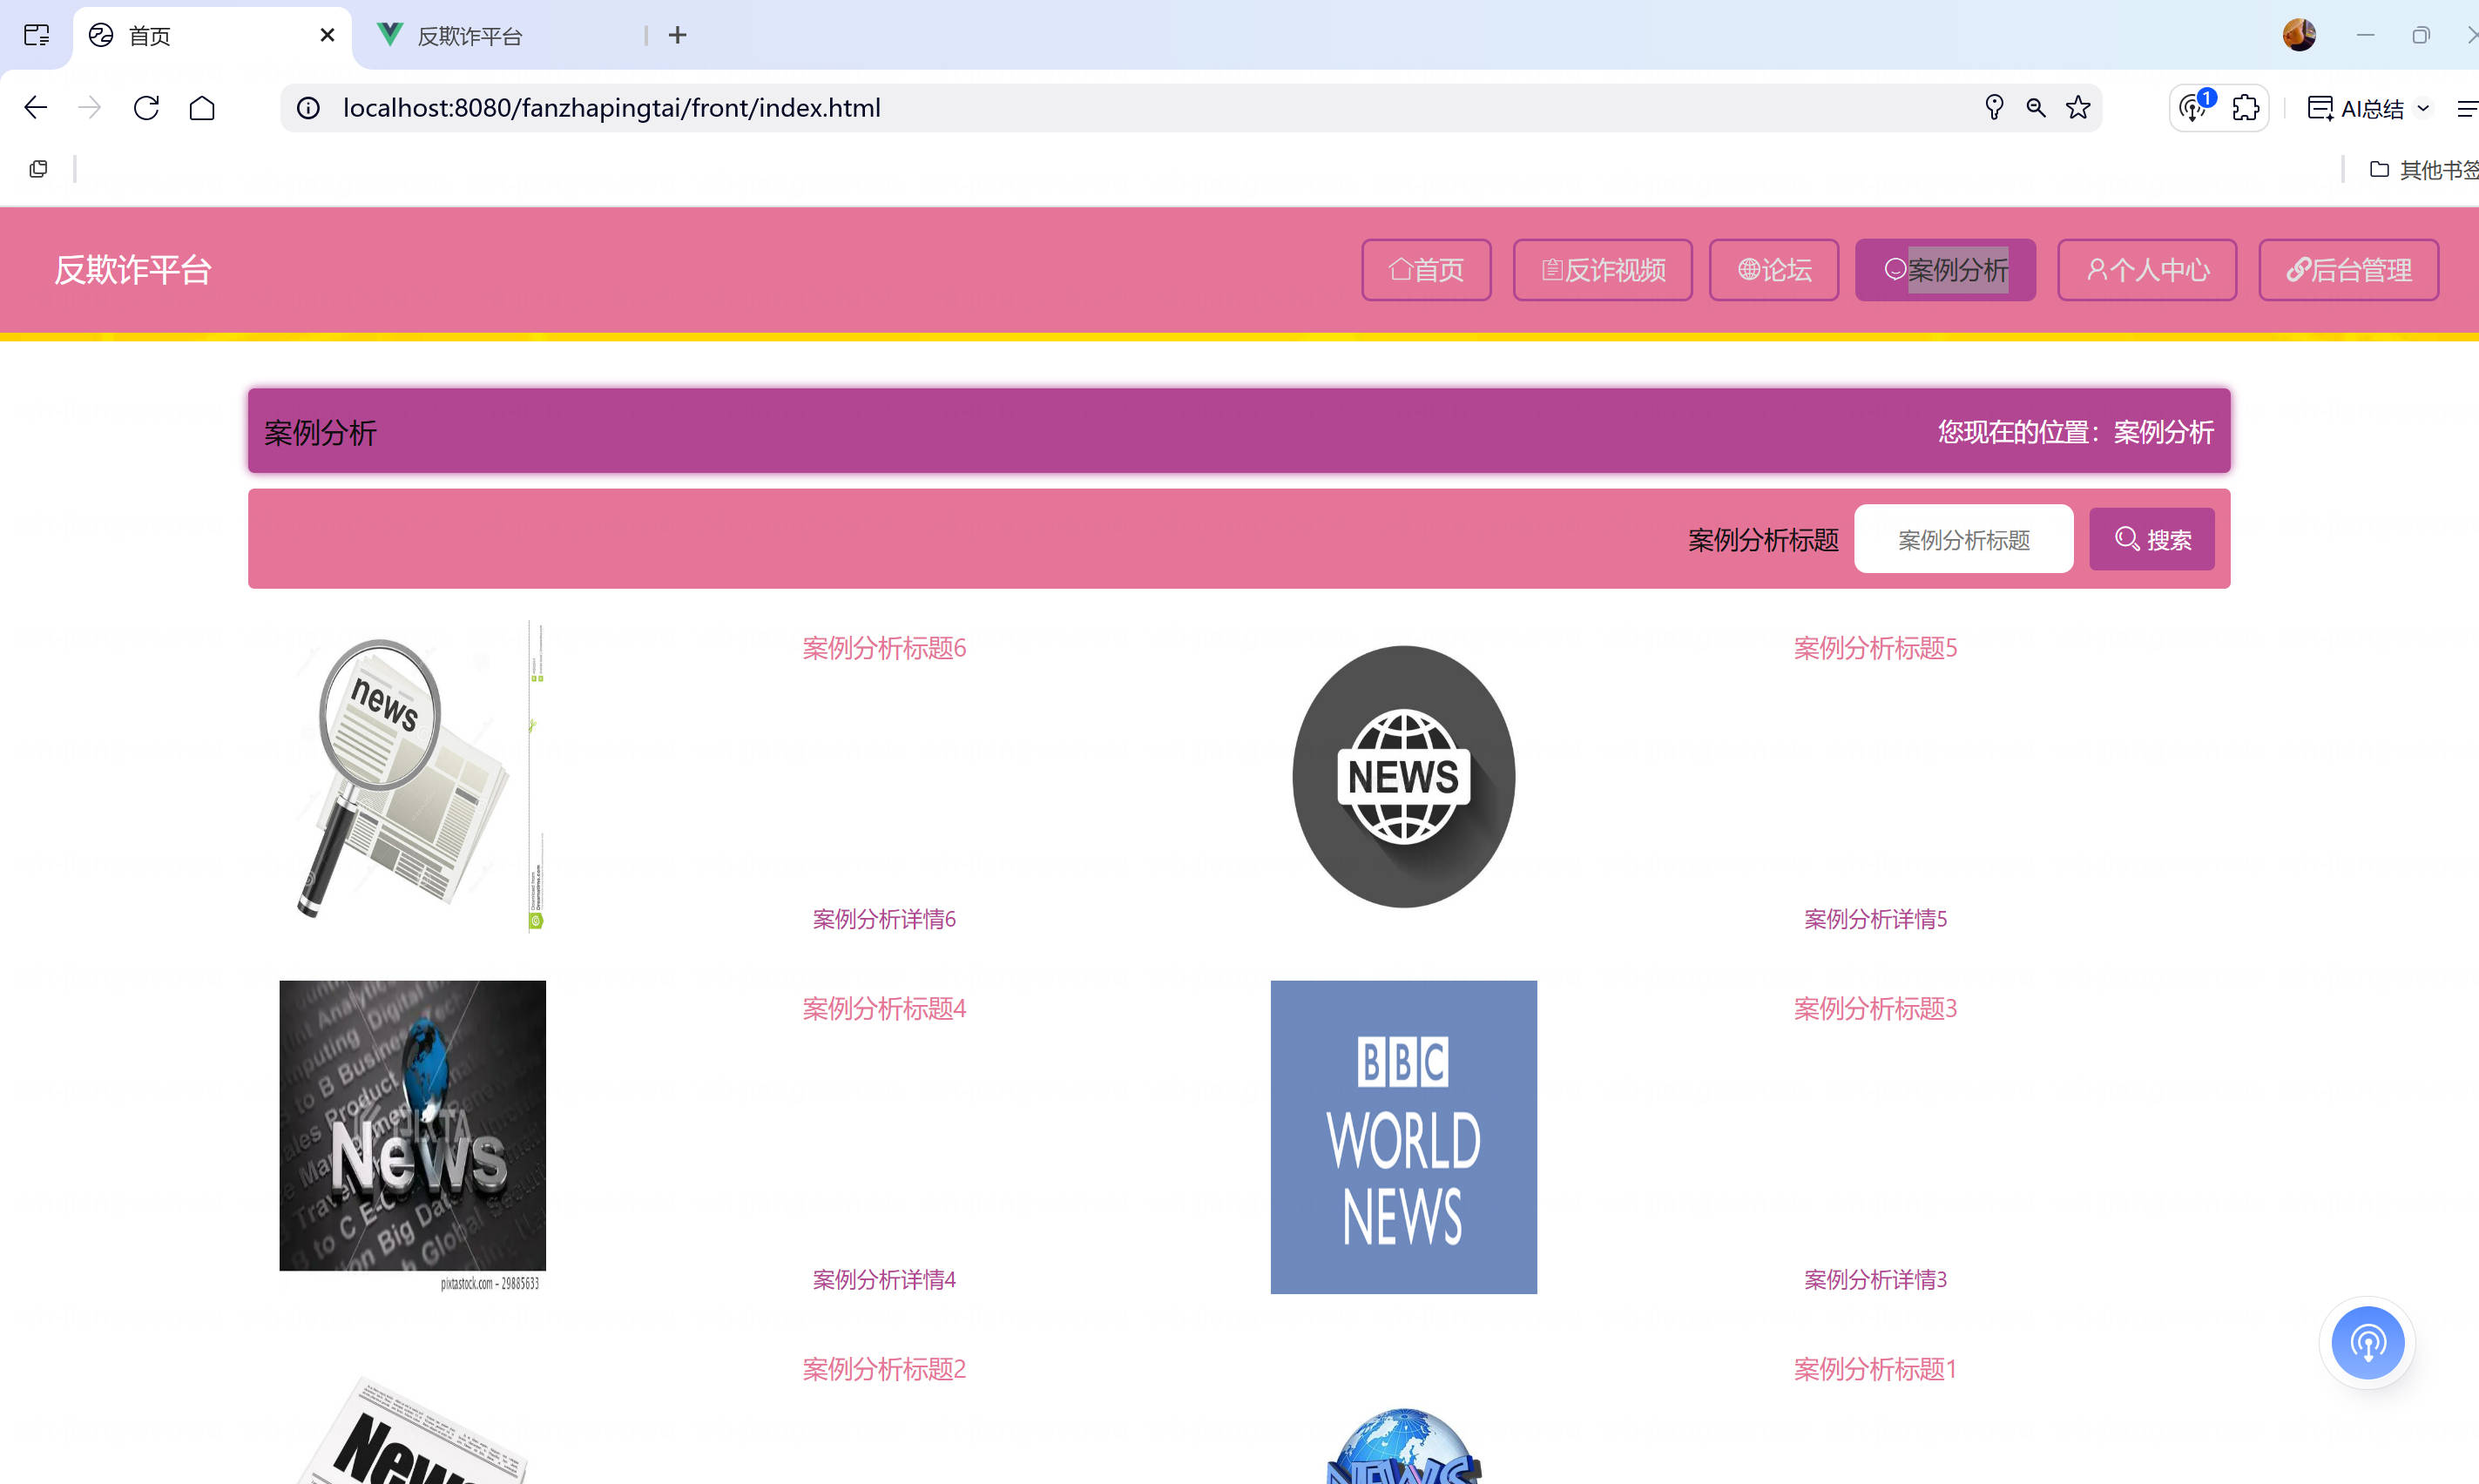 首页
反欺诈平台
localhost:8080/fanzhapingtai/front/index.html
1
AI总结
其他书签
反欺诈平台
首页
反诈视频
论坛
案例分析
个人中心
后台管理
案例分析
您现在的位置：案例分析
案例分析标题
案例分析标题
搜索
news
案例分析标题6
案例分析详情6
NEWS
案例分析标题5
案例分析详情5
News
pixtastock.com - 29885633
案例分析标题4
案例分析详情4
BBC
WORLD
NEWS
案例分析标题3
案例分析详情3
News
案例分析标题2
NEWS
案例分析标题1